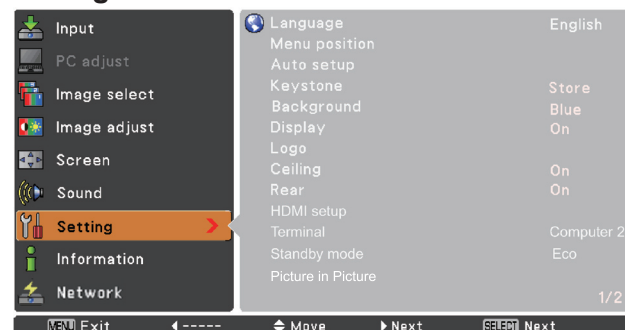 Input
PC adjust
Image select
Image adjust
Screen
Sound
Setting
Information
Network
Language English
Menu position
Auto setup
Keystone Store
Background Blue
Display On
Logo
Ceiling On
Rear On
HDMI setup
Terminal Computer 2
Standby mode Eco
Picture in Picture
1/2
MENU Exit ----- Move Next SELECT Next